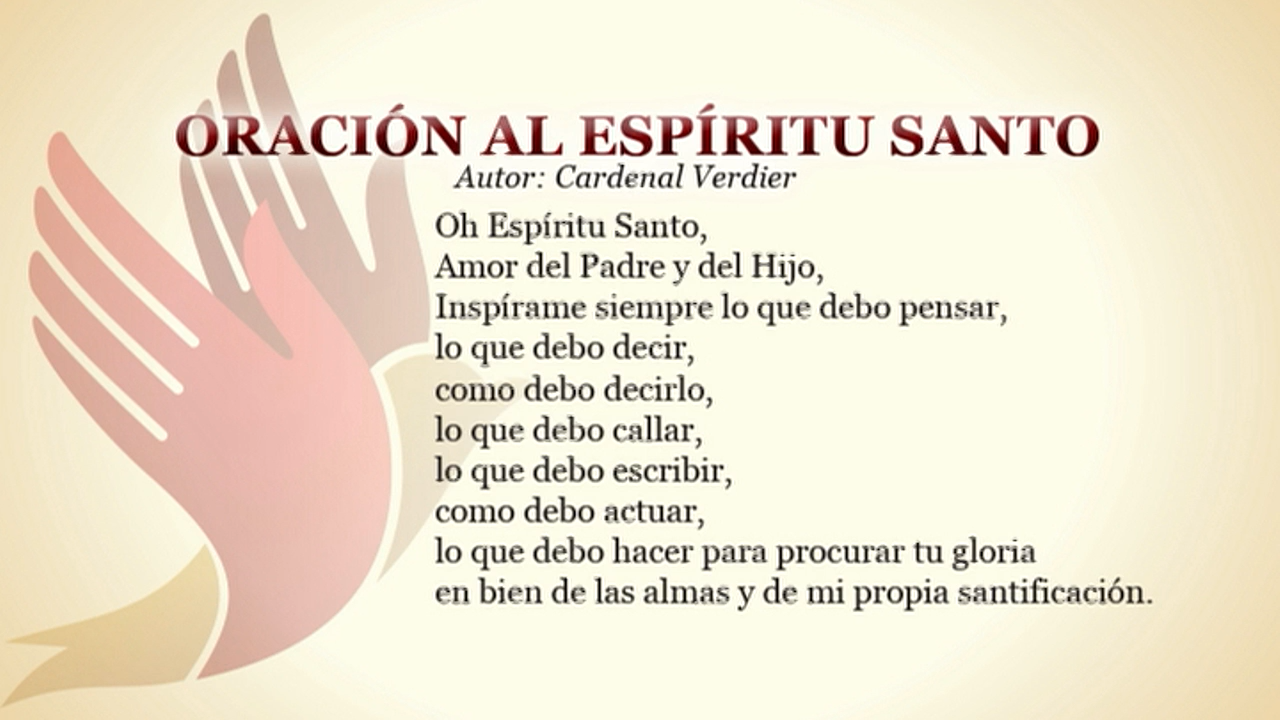 ORACIÓN AL ESPÍRITU SANTO
Autor: Cardenal Verdier
Oh Espíritu Santo,
Amor del Padre y del Hijo,
Inspírame siempre lo que debo pensar,
lo que debo decir,
como debo decirlo,
lo que debo callar,
lo que debo escribir,
como debo actuar,
lo que debo hacer para procurar tu gloria
en bien de las almas y de mi propia santificación.